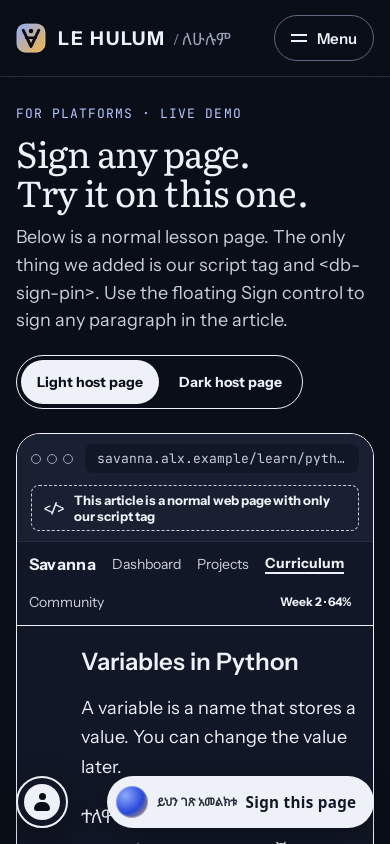 LE HULUM / ለሁሉም
Menu
FOR PLATFORMS · LIVE DEMO
Sign any page.
Try it on this one.
Below is a normal lesson page. The only
thing we added is our script tag and <db-
sign-pin>. Use the floating Sign control to
sign any paragraph in the article.
Light host page Dark host page
savanna.alx.example/learn/pyth…
</> This article is a normal web page with only
our script tag
Savanna Dashboard Projects Curriculum
Community Week 2 · 64%
Variables in Python
A variable is a name that stores a
value. You can change the value
later.
ይህን ገጽ አመልክቱ Sign this page